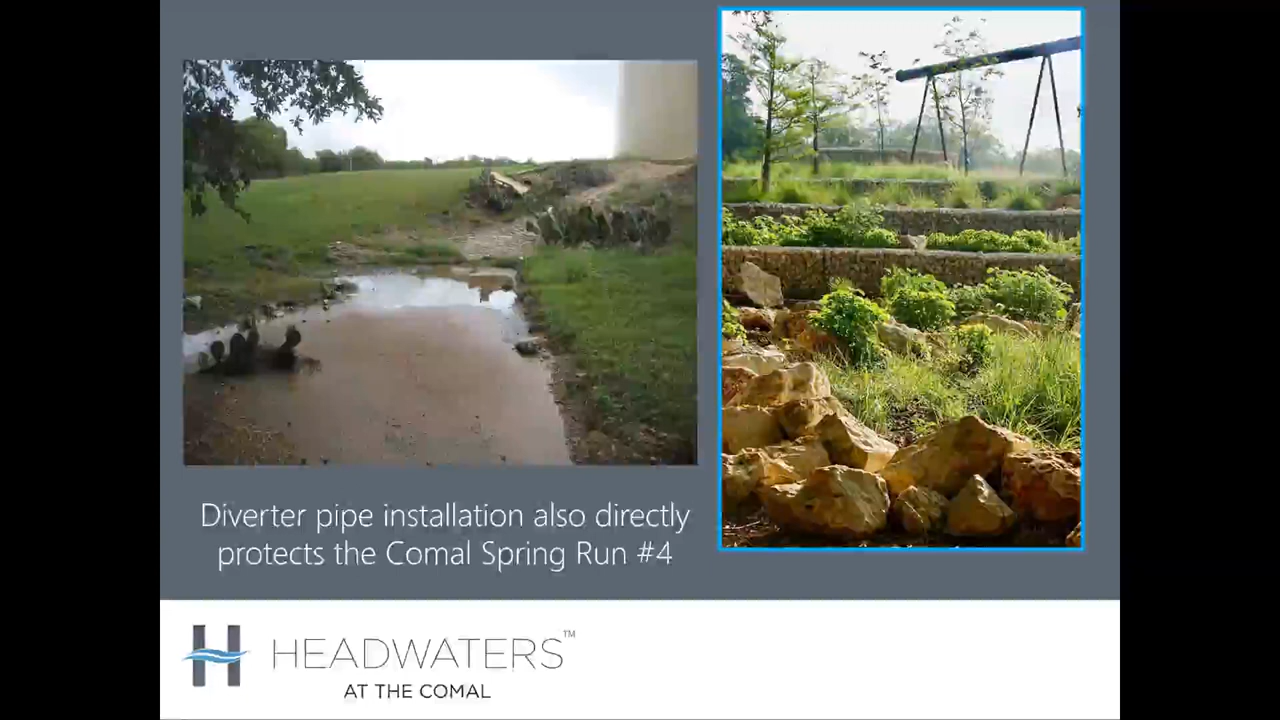 Diverter pipe installation also directly
protects the Comal Spring Run #4
HEADWATERS™
AT THE COMAL